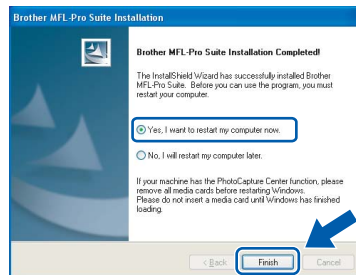 Brother MFL-Pro Suite Installation
Brother MFL-Pro Suite Installation Completed!
The InstallShield Wizard has successfully installed Brother
MFL-Pro Suite. Before you can use the program, you must
restart your computer.
Yes, I want to restart my computer now.
No, I will restart my computer later.
If your machine has the PhotoCapture Center function, please
remove all media cards before restarting Windows.
Please do not insert a media card until Windows has finished
loading.
< Back Finish Cancel